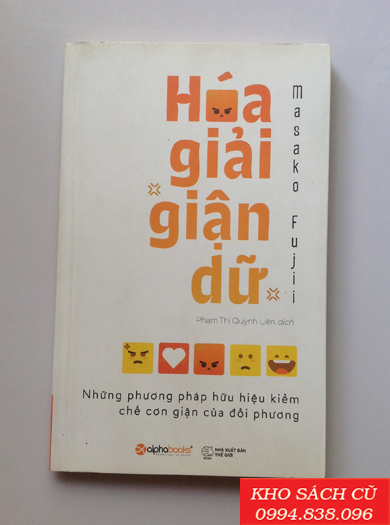 Hóa
giải
giận
dữ
Masako Fujii
Phạm Thị Quỳnh Liên dịch
Những phương pháp hữu hiệu kiềm
chế cơn giận của đối phương
alphabooks
NHÀ XUẤT BẢN
THẾ GIỚI
KHO SÁCH CŨ
0994.838.096